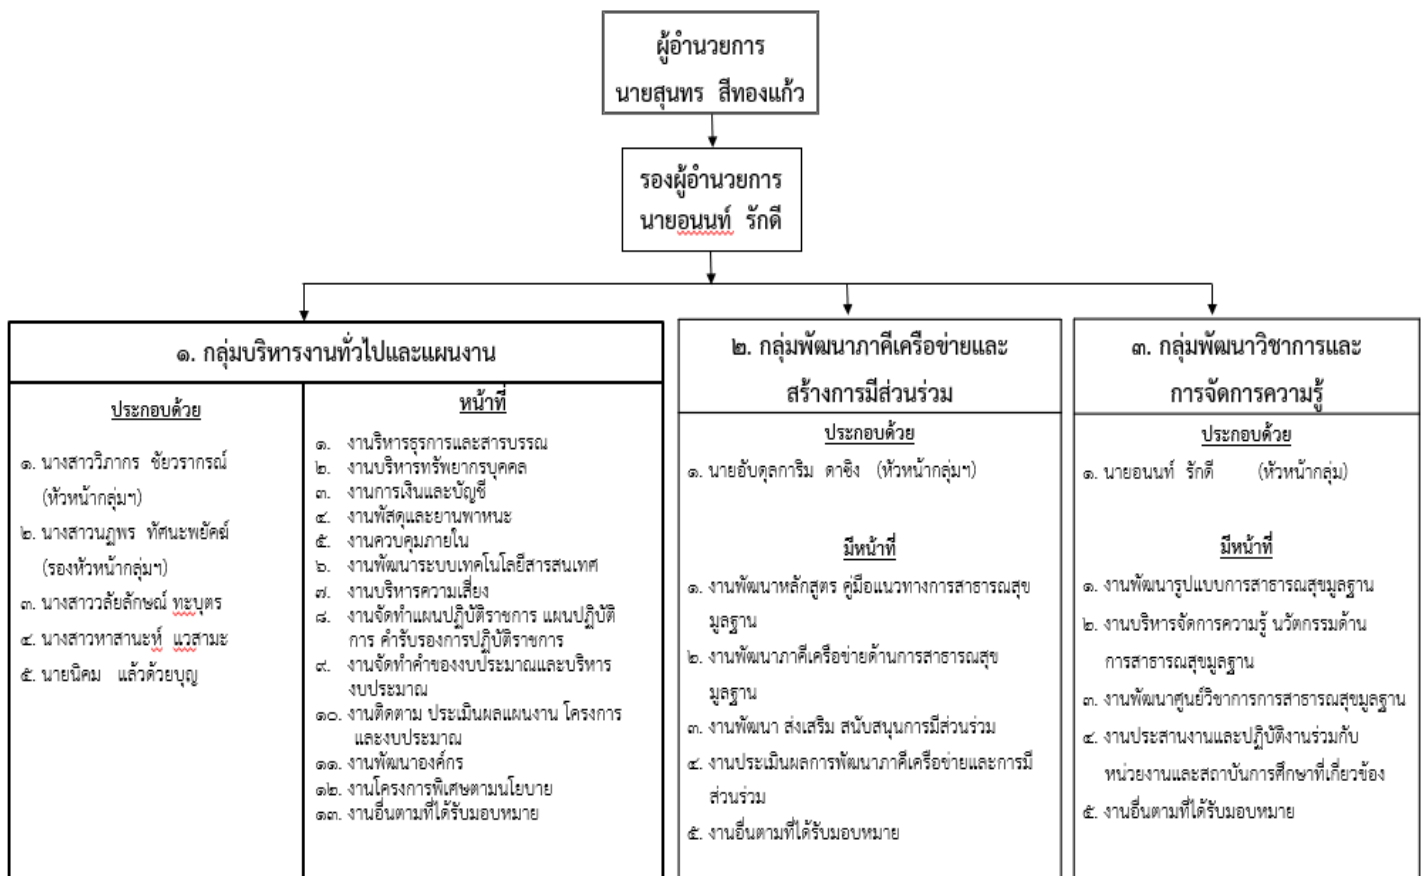 ผู้อำนวยการ
นายสุนทร สีทองแก้ว
รองผู้อำนวยการ
นายอนนท์ รักดี
๑. กลุ่มบริหารงานทั่วไปและแผนงาน
ประกอบด้วย
๑. นางสาววิภากร ชัยวรากรณ์
(หัวหน้ากลุ่มฯ)
๒. นางสาวนฎพร ทัศนะพยัคฆ์
(รองหัวหน้ากลุ่มฯ)
๓. นางสาววลัยลักษณ์ ทะบุตร
๔. นางสาวหาสานะห์ แวสามะ
๕. นายนิคม แล้วด้วยบุญ
หน้าที่
๑. งานริหารธุรการและสารบรรณ
๒. งานบริหารทรัพยากรบุคคล
๓. งานการเงินและบัญชี
๔. งานพัสดุและยานพาหนะ
๕. งานควบคุมภายใน
๖. งานพัฒนาระบบเทคโนโลยีสารสนเทศ
๗. งานบริหารความเสี่ยง
๘. งานจัดทำแผนปฏิบัติราชการ แผนปฏิบัติ
การ คำรับรองการปฏิบัติราชการ
๙. งานจัดทำคำของบประมาณและบริหาร
งบประมาณ
๑๐. งานติดตาม ประเมินผลแผนงาน โครงการ
และงบประมาณ
๑๑. งานพัฒนาองค์กร
๑๒. งานโครงการพิเศษตามนโยบาย
๑๓. งานอื่นตามที่ได้รับมอบหมาย
๒. กลุ่มพัฒนาภาคีเครือข่ายและ
สร้างการมีส่วนร่วม
ประกอบด้วย
๑. นายอับดุลการิม ดาชิง (หัวหน้ากลุ่มฯ)
มีหน้าที่
๑. งานพัฒนาหลักสูตร คู่มือแนวทางการสาธารณสุข
มูลฐาน
๒. งานพัฒนาภาคีเครือข่ายด้านการสาธารณสุข
มูลฐาน
๓. งานพัฒนา ส่งเสริม สนับสนุนการมีส่วนร่วม
๔. งานประเมินผลการพัฒนาภาคีเครือข่ายและการมี
ส่วนร่วม
๕. งานอื่นตามที่ได้รับมอบหมาย
๓. กลุ่มพัฒนาวิชาการและ
การจัดการความรู้
ประกอบด้วย
๑. นายอนนท์ รักดี (หัวหน้ากลุ่ม)
มีหน้าที่
๑. งานพัฒนารูปแบบการสาธารณสุขมูลฐาน
๒. งานบริหารจัดการความรู้ นวัตกรรมด้าน
การสาธารณสุขมูลฐาน
๓. งานพัฒนาศูนย์วิชาการการสาธารณสุขมูลฐาน
๔. งานประสานงานและปฏิบัติงานร่วมกับ
หน่วยงานและสถาบันการศึกษาที่เกี่ยวข้อง
๕. งานอื่นตามที่ได้รับมอบหมาย